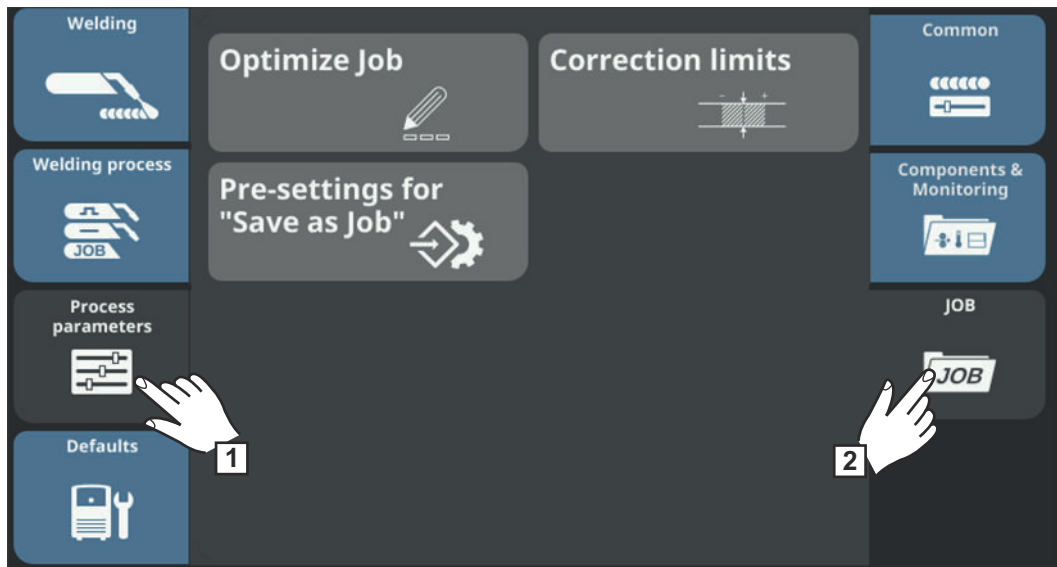 Welding
Welding process
JOB
Process
parameters
1
Defaults
Optimize Job
Correction limits
- +
Pre-settings for
"Save as Job"
2
Common
Components &
Monitoring
JOB
JOB